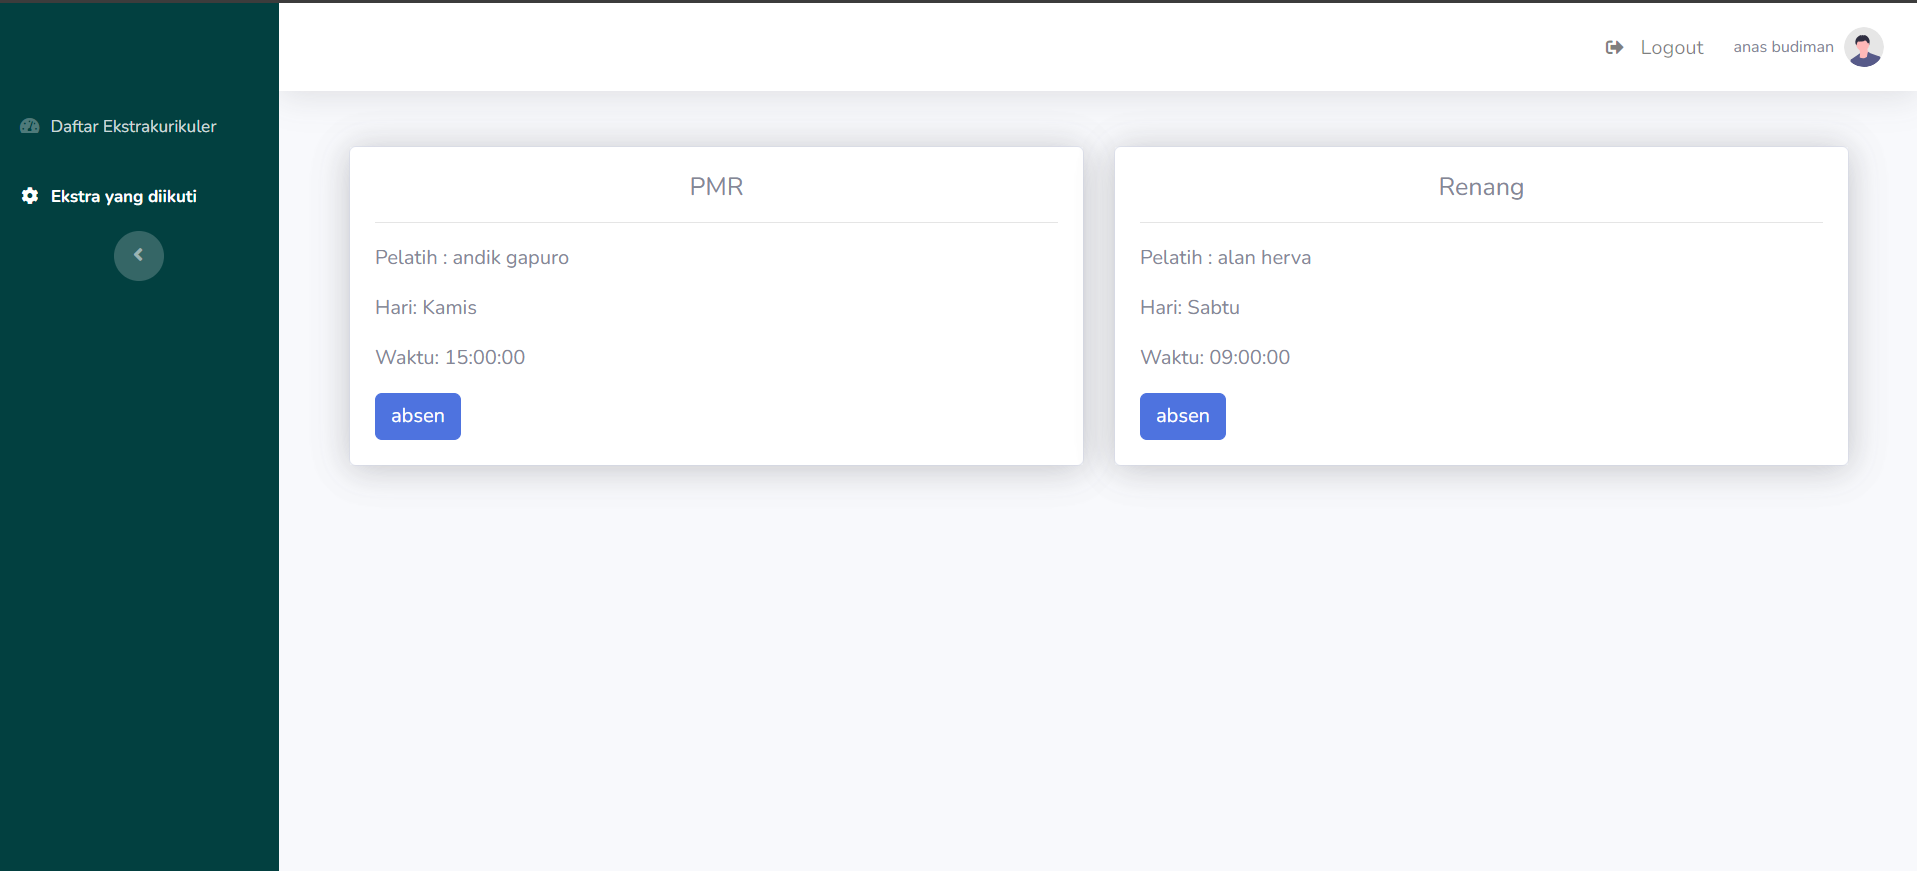 Logout
anas budiman
Daftar Ekstrakurikuler
Ekstra yang diikuti
PMR
Pelatih : andik gapuro
Hari: Kamis
Waktu: 15:00:00
absen
Renang
Pelatih : alan herva
Hari: Sabtu
Waktu: 09:00:00
absen